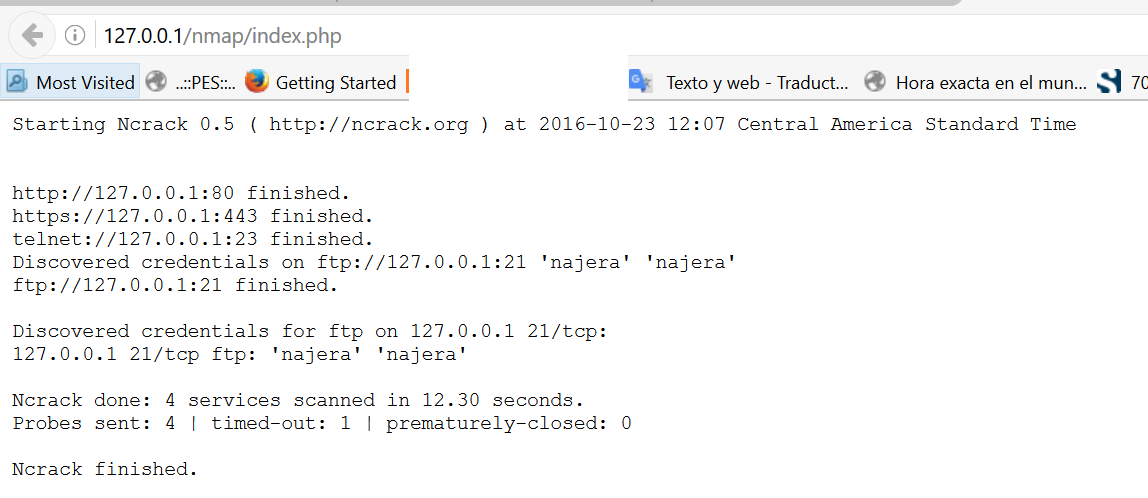 127.0.0.1/nmap/index.php
Most Visited ..::PES::.. Getting Started Texto y web - Traduct... Hora exacta en el mun... 70
Starting Ncrack 0.5 ( http://ncrack.org ) at 2016-10-23 12:07 Central America Standard Time
http://127.0.0.1:80 finished.
https://127.0.0.1:443 finished.
telnet://127.0.0.1:23 finished.
Discovered credentials on ftp://127.0.0.1:21 'najera' 'najera'
ftp://127.0.0.1:21 finished.
Discovered credentials for ftp on 127.0.0.1 21/tcp:
127.0.0.1 21/tcp ftp: 'najera' 'najera'
Ncrack done: 4 services scanned in 12.30 seconds.
Probes sent: 4 | timed-out: 1 | prematurely-closed: 0
Ncrack finished.